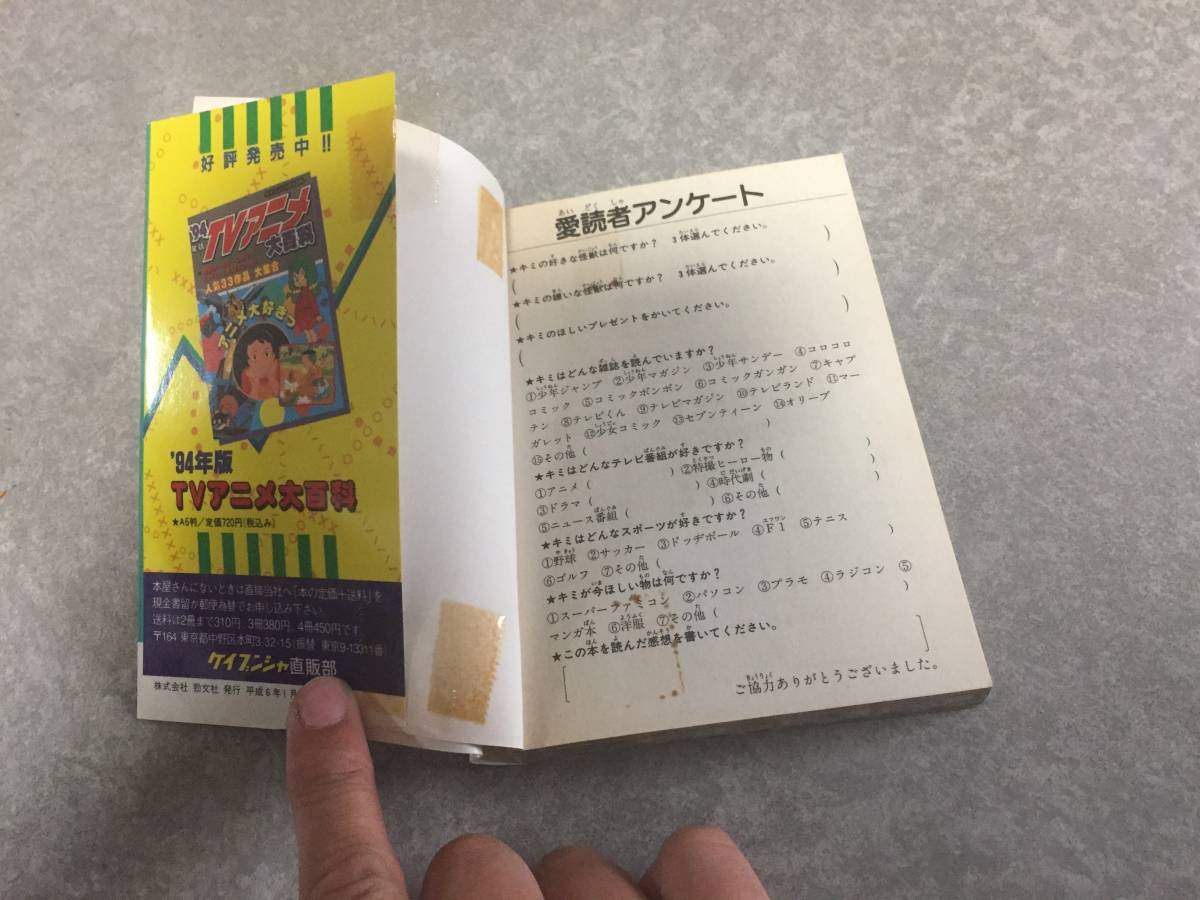 好評発売中!!
'94
TVアニメ
大百科
人気33作品 大集合
アニメ大好きっ
'94年版
TVアニメ大百科
★A6判/定価720円[税込み]
本屋さんにないときは直接当社へ「本の定価+送料」を
現金書留か郵便為替でお申し込み下さい。
送料は2冊まで310円、3冊380円、4冊450円です。
〒164 東京都中野区本町3-32-15(振替 東京9-13311番)
ケイブンシャ直販部
株式会社 勁文社 発行 平成6年1月
愛読者アンケート
★キミの好きな怪獣は何ですか? 3体選んでください。
( )
★キミの嫌いな怪獣は何ですか? 3体選んでください。
( )
★キミのほしいプレゼントをかいてください。
(
★キミはどんな雑誌を読んでいますか?
①少年ジャンプ ②少年マガジン ③少年サンデー ④コロコロ
コミック ⑤コミックボンボン ⑥コミックガンガン ⑦キャプ
テン ⑧テレビくん ⑨テレビマガジン ⑩テレビランド ⑪マー
ガレット ⑫少女コミック ⑬セブンティーン ⑭オリーブ
⑮その他 ( )
★キミはどんなテレビ番組が好きですか?
①アニメ ( ) ②特撮ヒーロー物 ( )
③ドラマ ( ) ④時代劇 ( )
⑤ニュース番組 ( ) ⑥その他 ( )
★キミはどんなスポーツが好きですか?
①野球 ②サッカー ③ドッヂボール ④F1 ⑤テニス
⑥ゴルフ ⑦その他 ( )
★キミが今ほしい物は何ですか?
①スーパーファミコン ②パソコン ③プラモ ④ラジコン ⑤
マンガ本 ⑥洋服 ⑦その他 ( )
★この本を読んだ感想を書いてください。
[ ]
ご協力ありがとうございました。